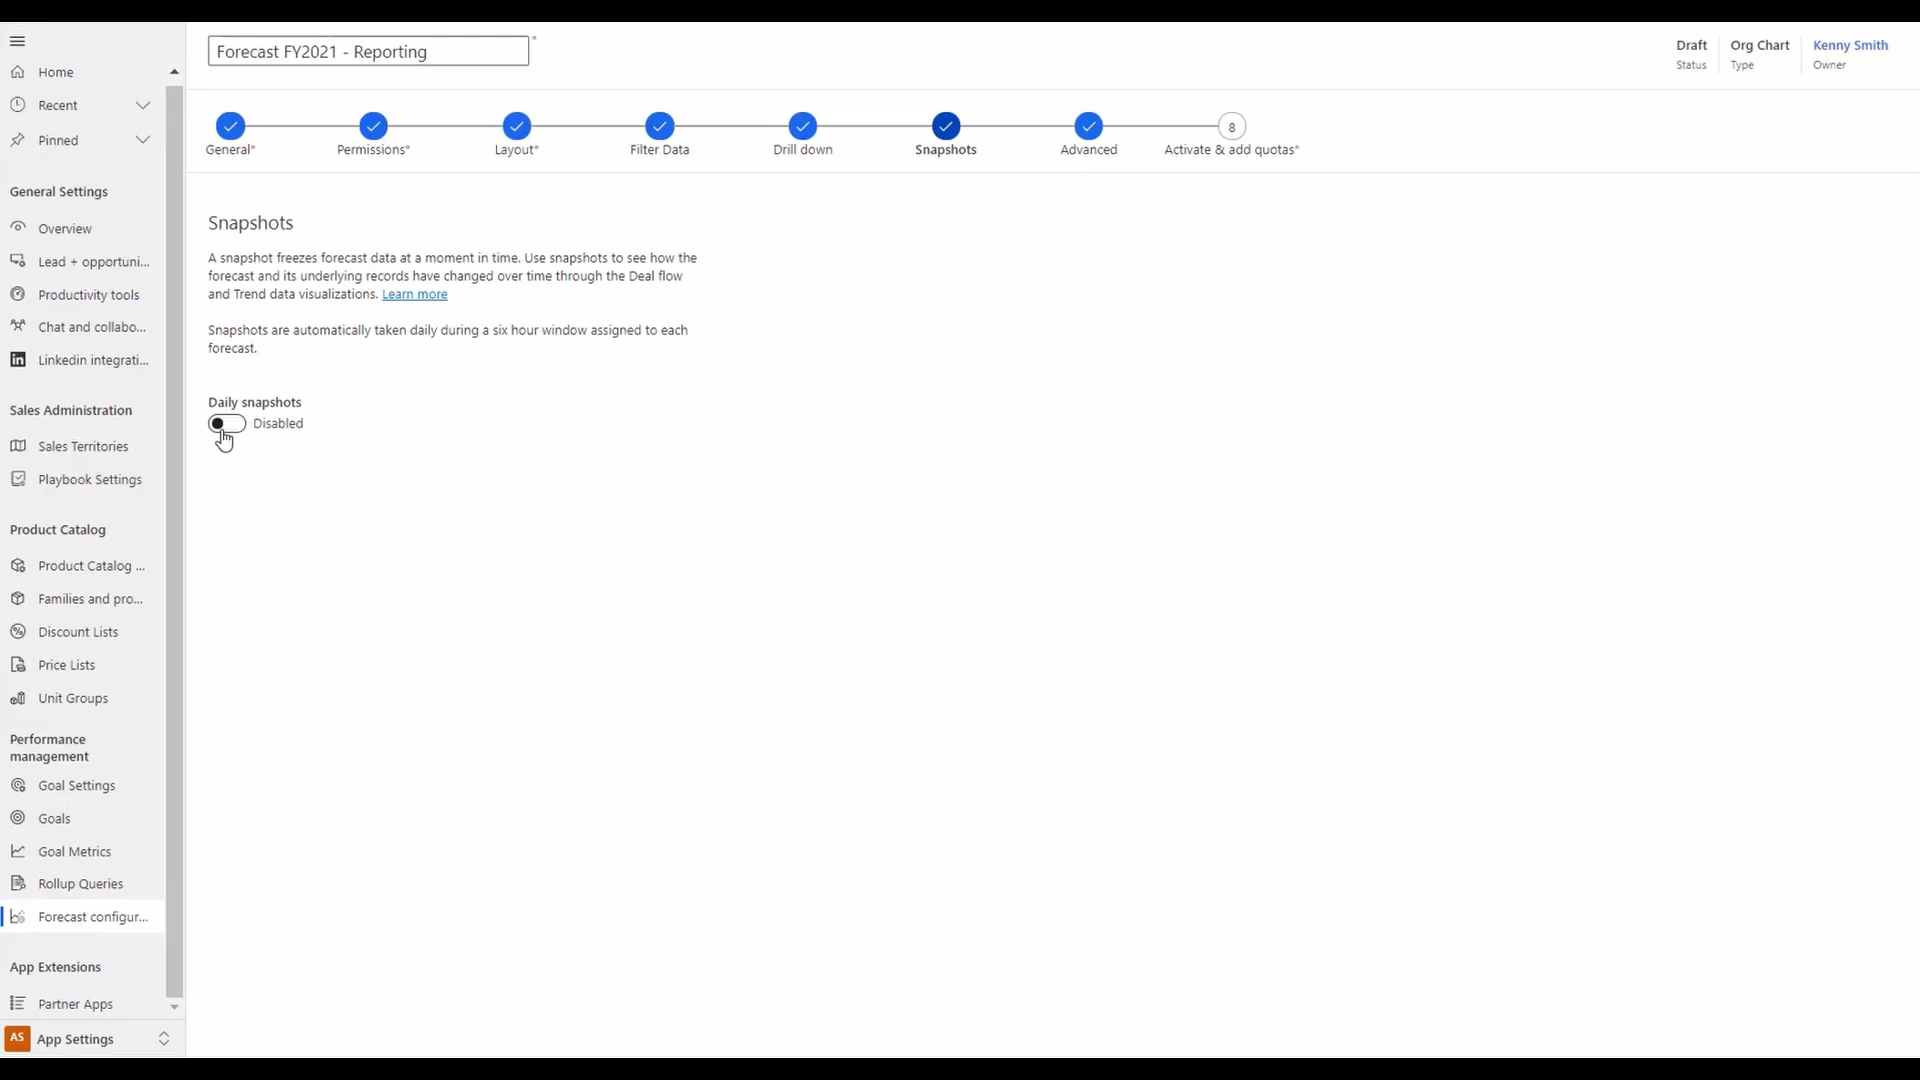 Forecast FY2021 - Reporting *
Draft
Status
Org Chart
Type
Kenny Smith
Owner
Home
Recent
Pinned
General Settings
Overview
Lead + opportuni...
Productivity tools
Chat and collabo...
in Linkedin integrati...
Sales Administration
Sales Territories
Playbook Settings
Product Catalog
Product Catalog ...
Families and pro...
Discount Lists
Price Lists
Unit Groups
Performance
management
Goal Settings
Goals
Goal Metrics
Rollup Queries
Forecast configur...
App Extensions
Partner Apps
AS App Settings
General*
Permissions*
Layout*
Filter Data
Drill down
Snapshots
Advanced
8
Activate & add quotas*
Snapshots
A snapshot freezes forecast data at a moment in time. Use snapshots to see how the
forecast and its underlying records have changed over time through the Deal flow
and Trend data visualizations. Learn more
Snapshots are automatically taken daily during a six hour window assigned to each
forecast.
Daily snapshots
Disabled